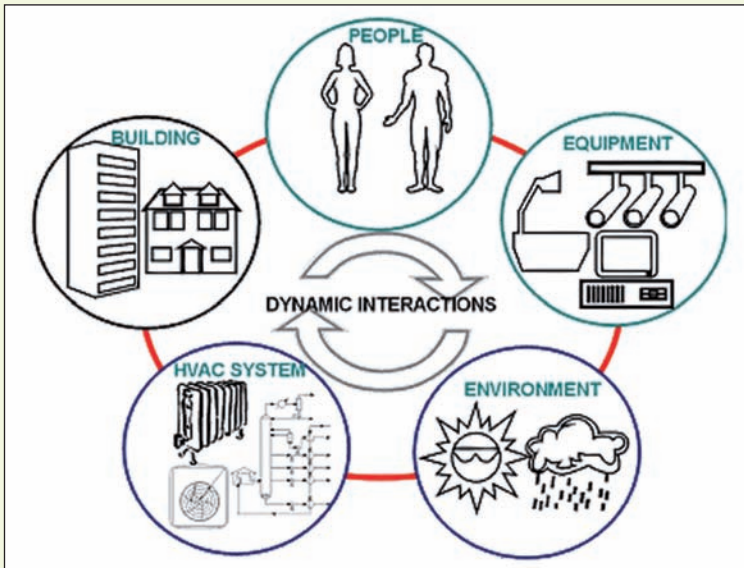 PEOPLE
BUILDING
EQUIPMENT
DYNAMIC INTERACTIONS
HVAC SYSTEM
ENVIRONMENT